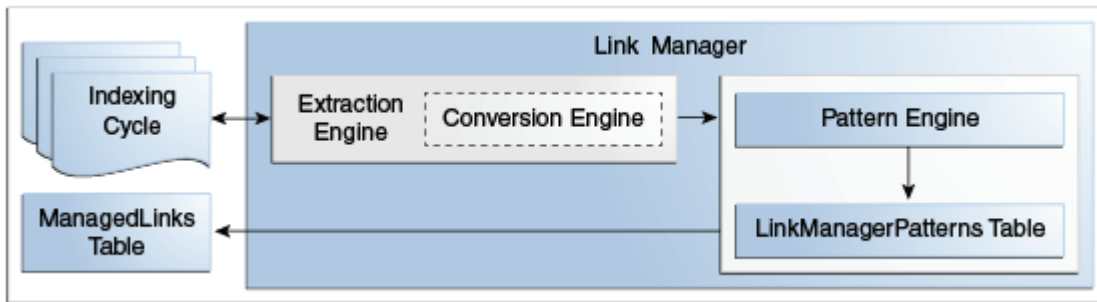 Link Manager
Indexing
Cycle
Extraction
Engine
Conversion Engine
Pattern Engine
ManagedLinks
Table
LinkManagerPatterns Table